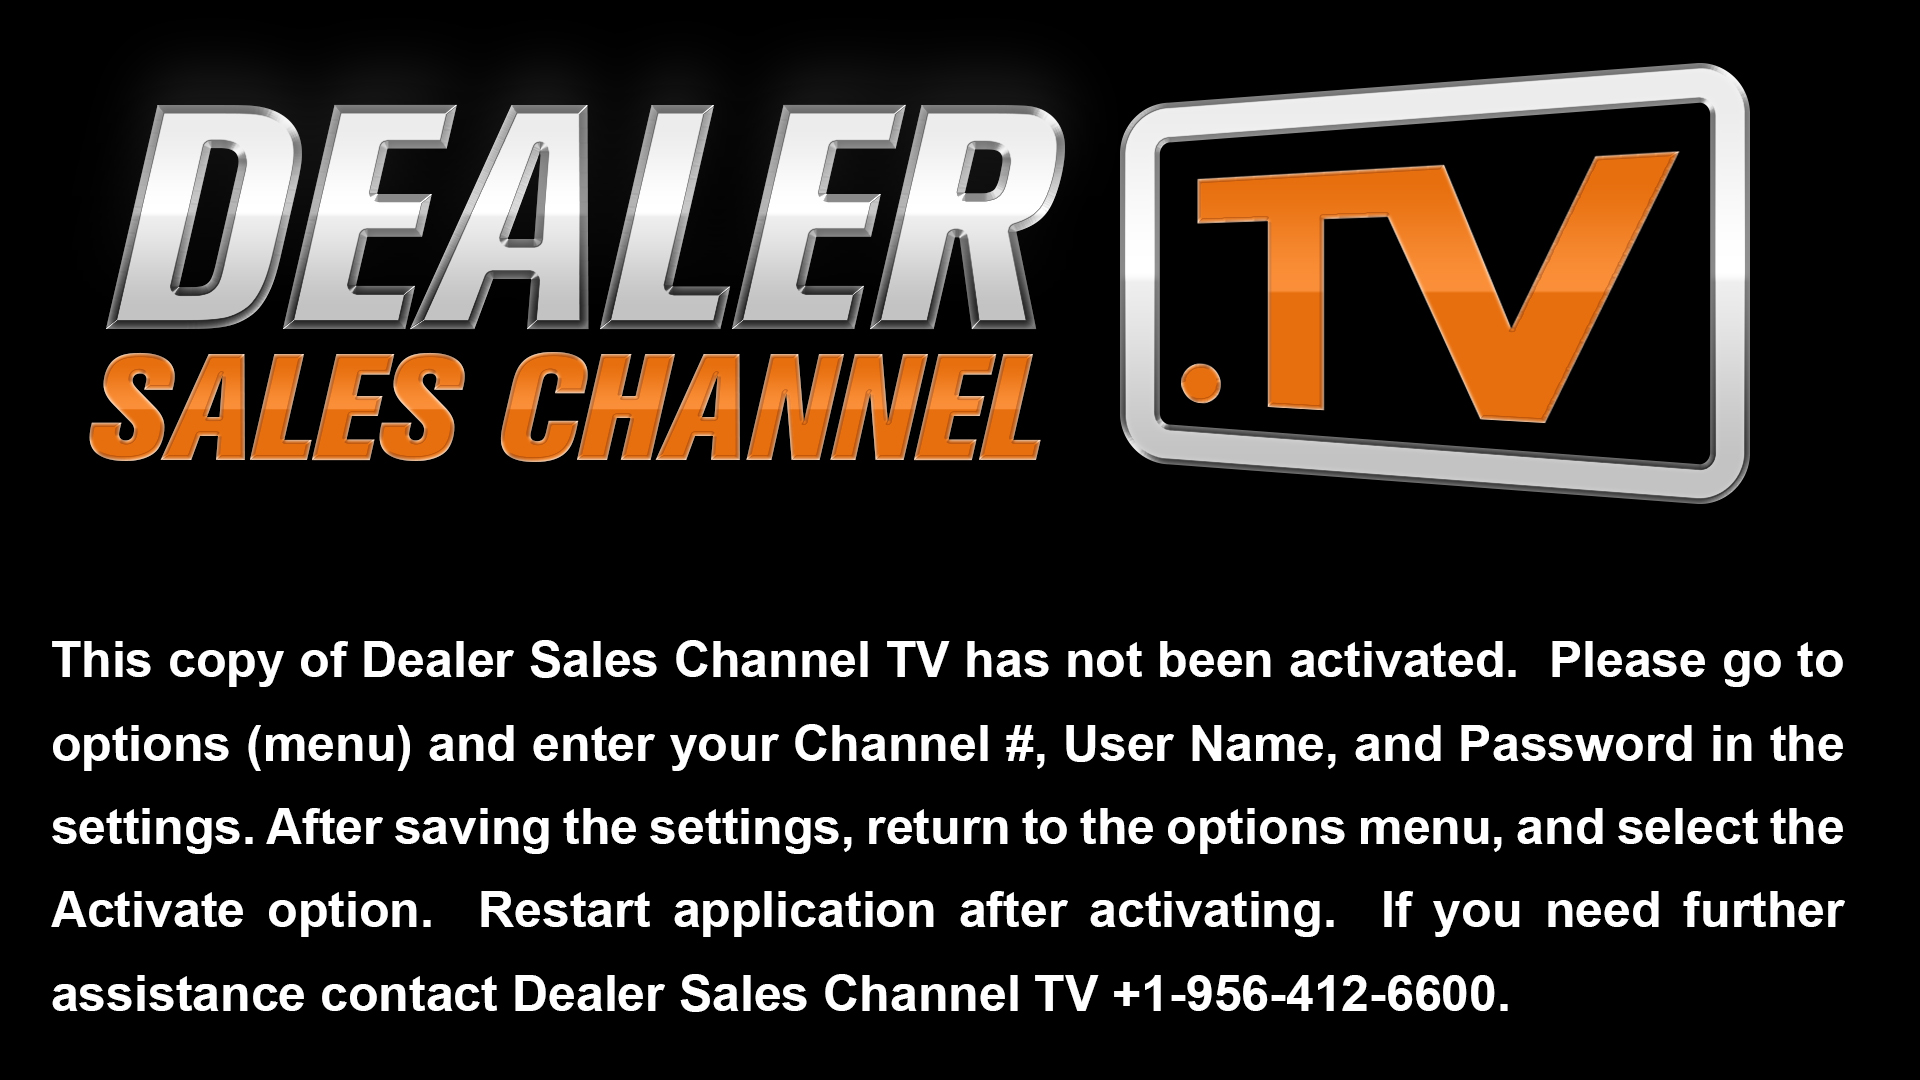 DEALER
SALES CHANNEL
.TV
This copy of Dealer Sales Channel TV has not been activated.  Please go to
options (menu) and enter your Channel #, User Name, and Password in the
settings. After saving the settings, return to the options menu, and select the
Activate option.  Restart application after activating.  If you need further
assistance contact Dealer Sales Channel TV +1-956-412-6600.